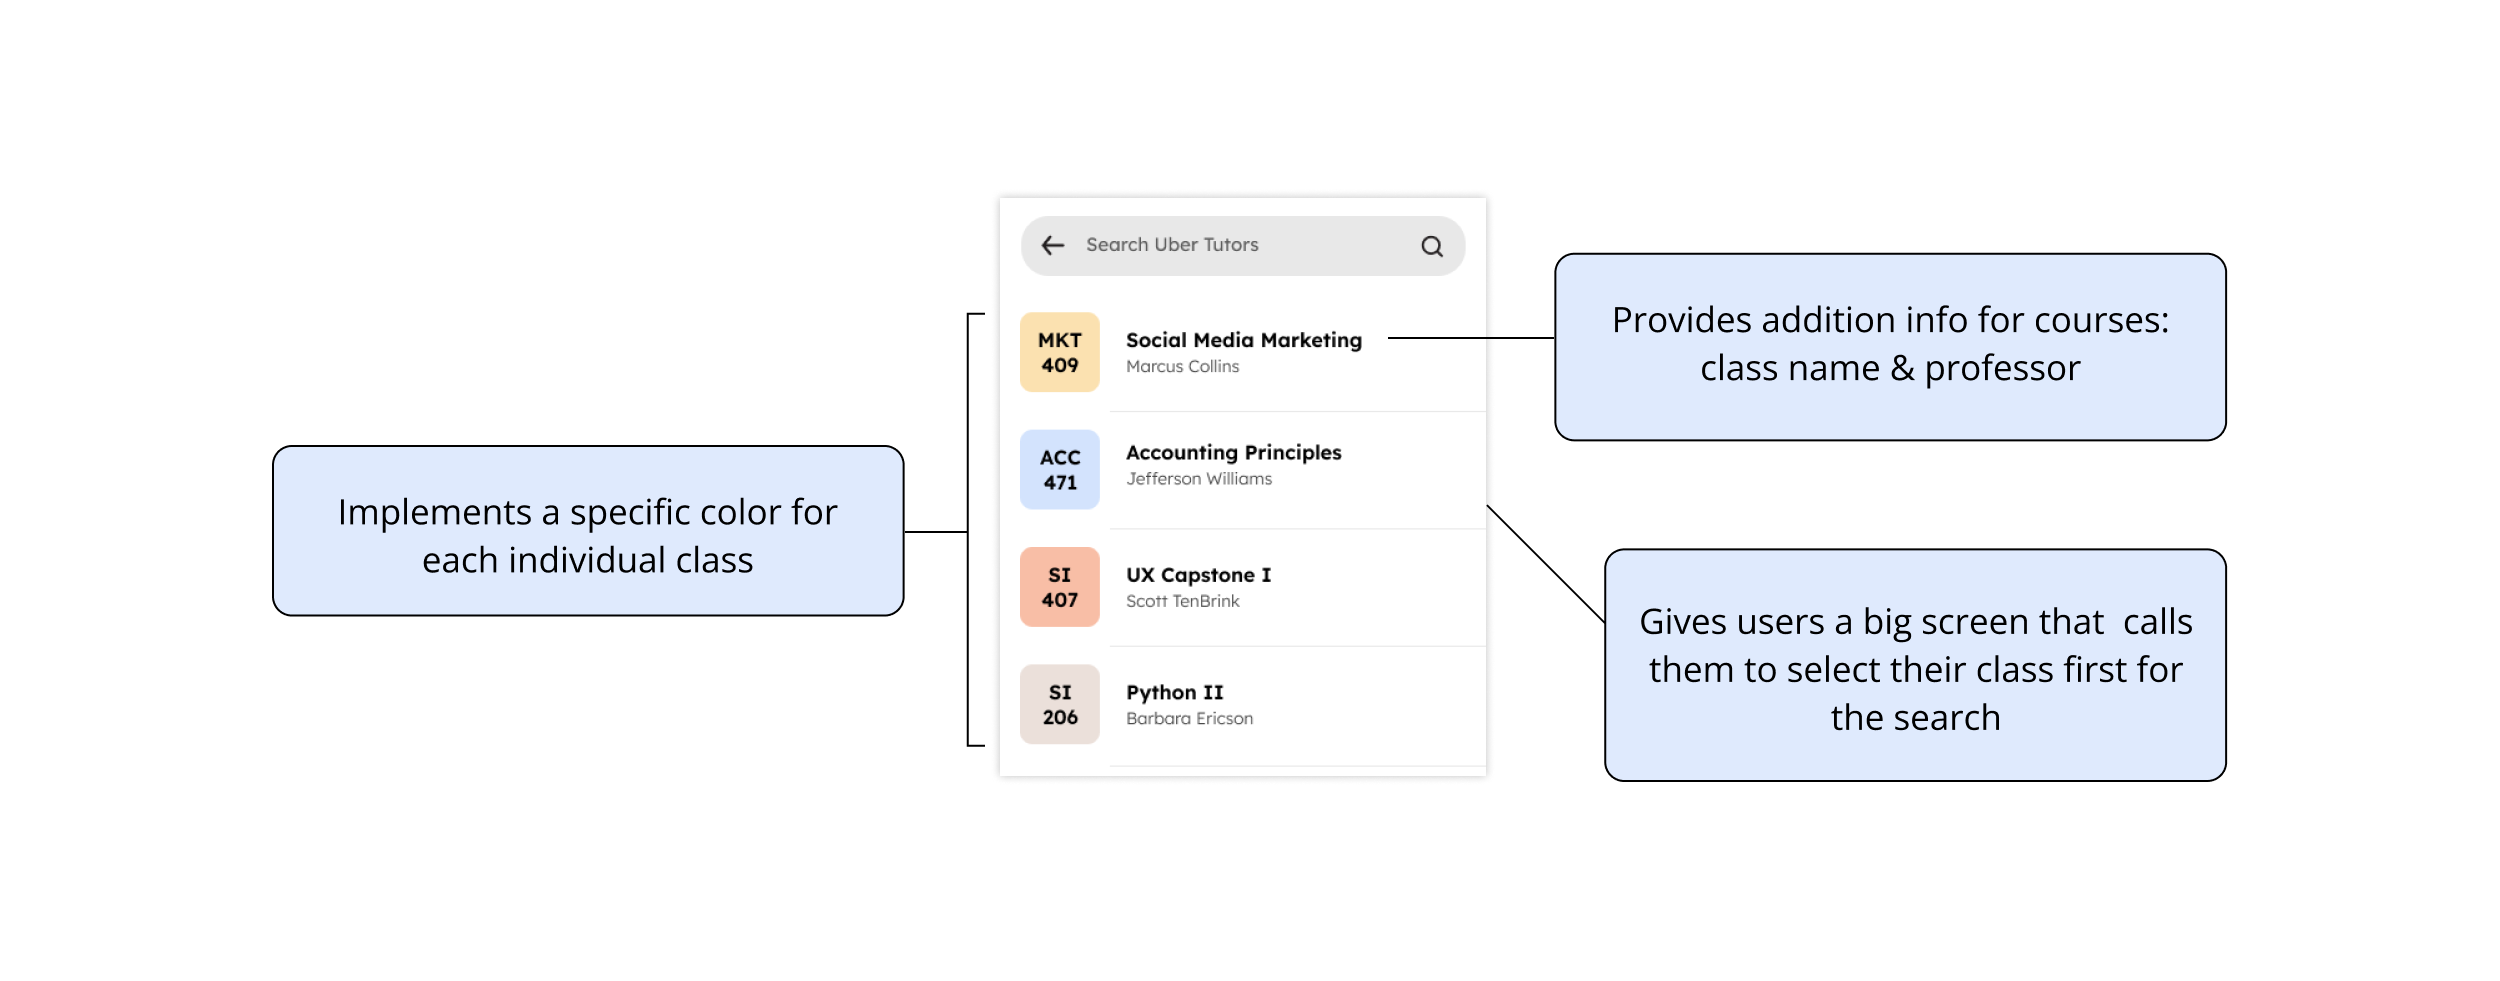 Search Uber Tutors
MKT
409
Social Media Marketing
Marcus Collins
ACC
471
Accounting Principles
Jefferson Williams
SI
407
UX Capstone I
Scott TenBrink
SI
206
Python II
Barbara Ericson
Implements a specific color for
each individual class
Provides addition info for courses:
class name & professor
Gives users a big screen that  calls
them to select their class first for
the search